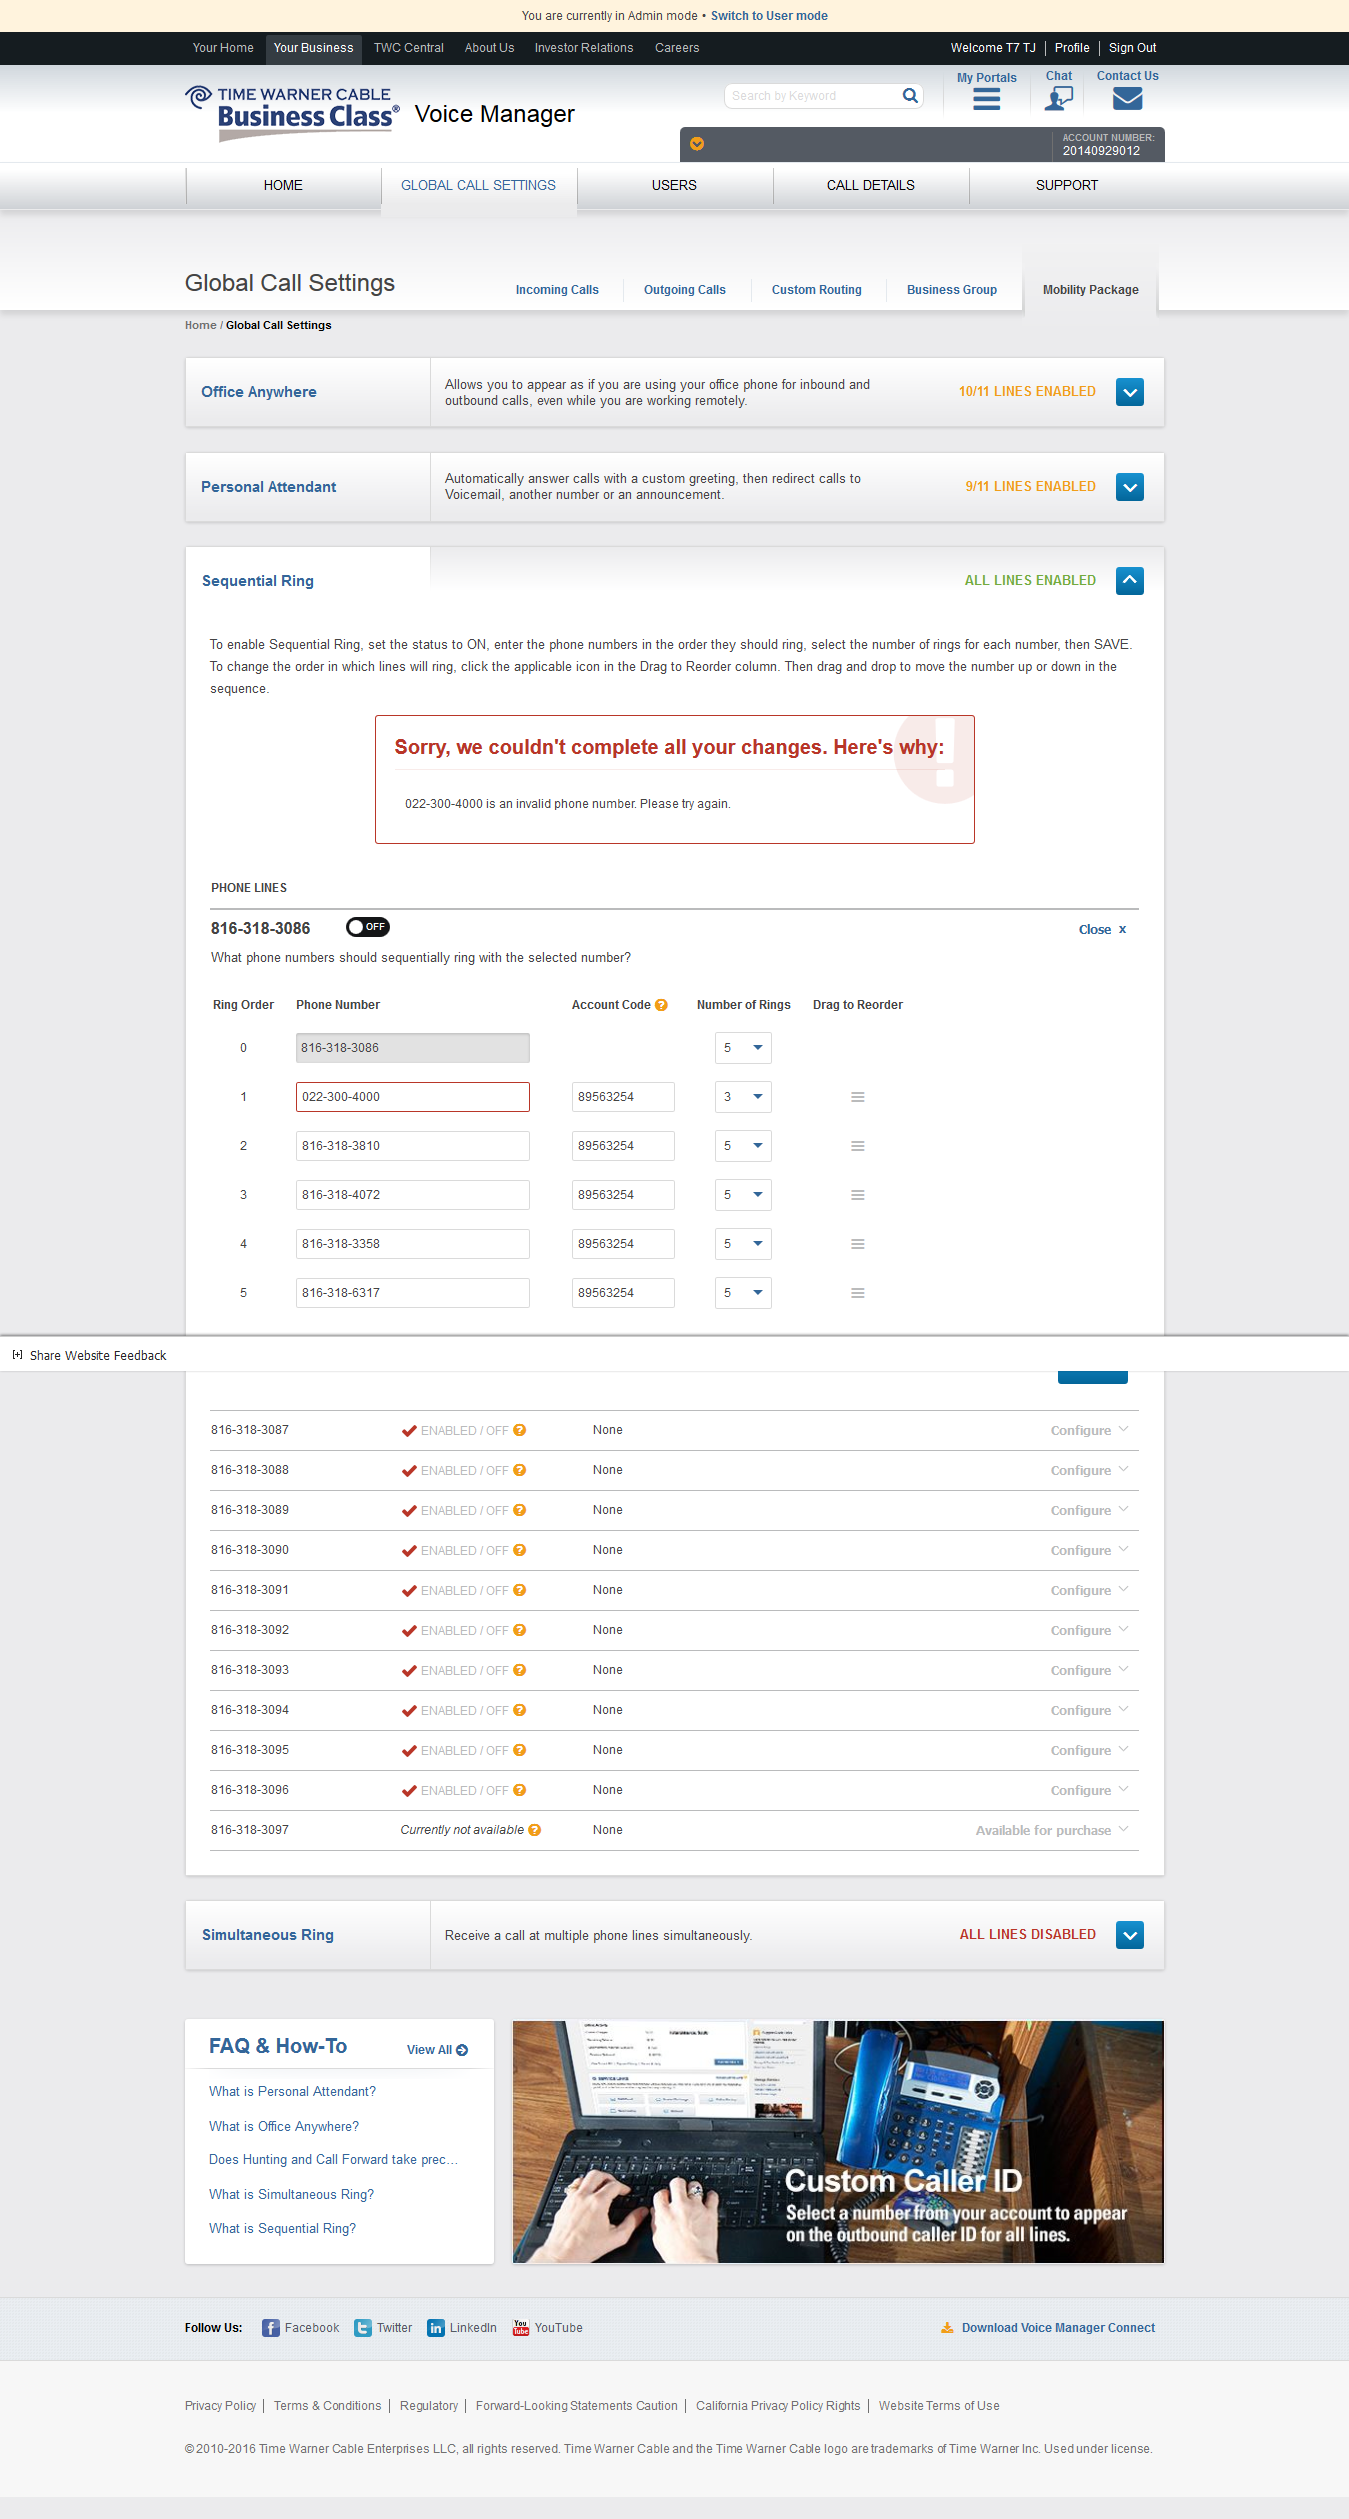 You are currently in Admin mode • Switch to User mode
Your Home Your Business TWC Central About Us Investor Relations Careers Welcome T7 TJ Profile Sign Out
TIME WARNER CABLE
Business Class® Voice Manager
Search by Keyword
My Portals Chat Contact Us
ACCOUNT NUMBER:
20140929012
HOME GLOBAL CALL SETTINGS USERS CALL DETAILS SUPPORT
Global Call Settings
Incoming Calls Outgoing Calls Custom Routing Business Group Mobility Package
Home / Global Call Settings
Office Anywhere
Allows you to appear as if you are using your office phone for inbound and
outbound calls, even while you are working remotely.
10/11 LINES ENABLED
Personal Attendant
Automatically answer calls with a custom greeting, then redirect calls to
Voicemail, another number or an announcement.
9/11 LINES ENABLED
Sequential Ring
ALL LINES ENABLED
To enable Sequential Ring, set the status to ON, enter the phone numbers in the order they should ring, select the number of rings for each number, then SAVE.
To change the order in which lines will ring, click the applicable icon in the Drag to Reorder column. Then drag and drop to move the number up or down in the
sequence.
Sorry, we couldn't complete all your changes. Here's why:
022-300-4000 is an invalid phone number. Please try again.
PHONE LINES
816-318-3086 OFF Close x
What phone numbers should sequentially ring with the selected number?
Ring Order Phone Number Account Code ? Number of Rings Drag to Reorder
0 816-318-3086 5
1 022-300-4000 89563254 3
2 816-318-3810 89563254 5
3 816-318-4072 89563254 5
4 816-318-3358 89563254 5
5 816-318-6317 89563254 5
[+] Share Website Feedback
816-318-3087 ENABLED / OFF ? None Configure
816-318-3088 ENABLED / OFF ? None Configure
816-318-3089 ENABLED / OFF ? None Configure
816-318-3090 ENABLED / OFF ? None Configure
816-318-3091 ENABLED / OFF ? None Configure
816-318-3092 ENABLED / OFF ? None Configure
816-318-3093 ENABLED / OFF ? None Configure
816-318-3094 ENABLED / OFF ? None Configure
816-318-3095 ENABLED / OFF ? None Configure
816-318-3096 ENABLED / OFF ? None Configure
816-318-3097 Currently not available ? None Available for purchase
Simultaneous Ring
Receive a call at multiple phone lines simultaneously.
ALL LINES DISABLED
FAQ & How-To View All
What is Personal Attendant?
What is Office Anywhere?
Does Hunting and Call Forward take prec...
What is Simultaneous Ring?
What is Sequential Ring?
Custom Caller ID
Select a number from your account to appear
on the outbound caller ID for all lines.
Follow Us: f Facebook t Twitter in LinkedIn You Tube YouTube Download Voice Manager Connect
Privacy Policy Terms & Conditions Regulatory Forward-Looking Statements Caution California Privacy Policy Rights Website Terms of Use
© 2010-2016 Time Warner Cable Enterprises LLC, all rights reserved. Time Warner Cable and the Time Warner Cable logo are trademarks of Time Warner Inc. Used under license.